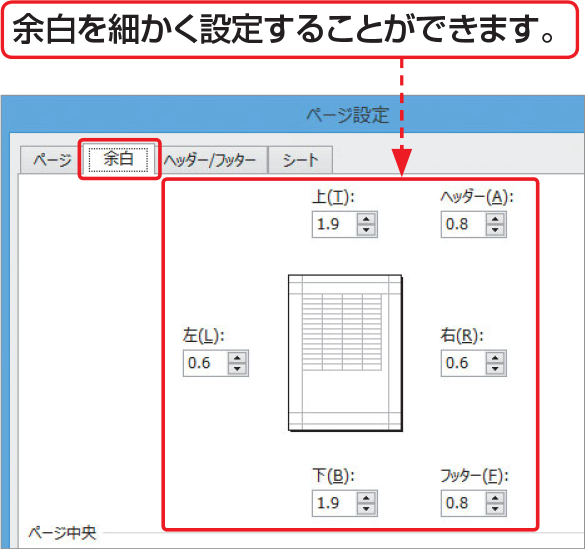 余白を細かく設定することができます。
ページ設定
ページ 余白 ヘッダー/フッター シート
上(T): ヘッダー(A):
1.9 0.8
左(L): 右(R):
0.6 0.6
下(B): フッター(F):
1.9 0.8
ページ中央